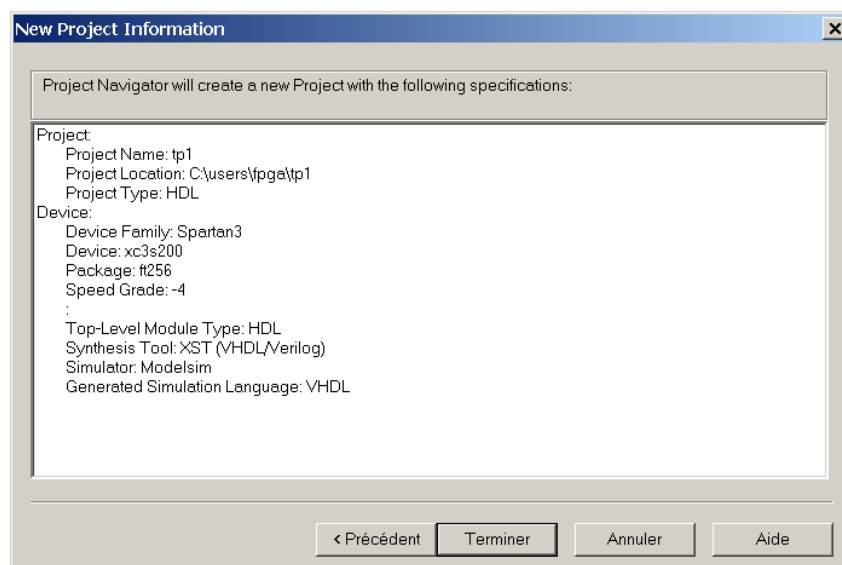 New Project Information
Project Navigator will create a new Project with the following specifications:
Project:
Project Name: tp1
Project Location: C:\users\fpga\tp1
Project Type: HDL
Device:
Device Family: Spartan3
Device: xc3s200
Package: ft256
Speed Grade: -4
:
Top-Level Module Type: HDL
Synthesis Tool: XST (VHDL/Verilog)
Simulator: Modelsim
Generated Simulation Language: VHDL
< Précédent Terminer Annuler Aide